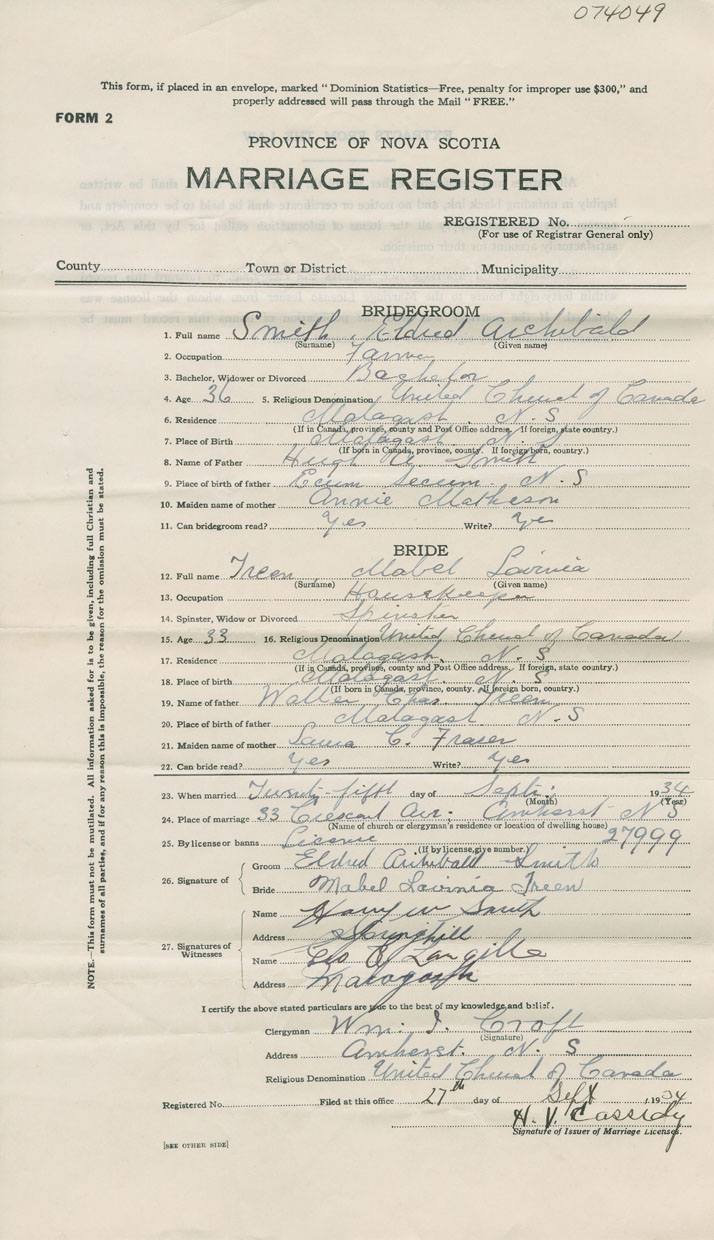 074049
This form, if placed in an envelope, marked "Dominion Statistics—Free, penalty for improper use $300," and
properly addressed will pass through the Mail "FREE."
FORM 2
PROVINCE OF NOVA SCOTIA
MARRIAGE REGISTER
REGISTERED No.
(For use of Registrar General only)
County Town or District Municipality
BRIDEGROOM
1. Full name Smith, Eldred Archibald
(Surname) (Given name)
2. Occupation Farmer
3. Bachelor, Widower or Divorced Bachelor
4. Age 36 5. Religious Denomination United Church of Canada
6. Residence Malagash, N. S
(If in Canada, province, county and Post Office address. If foreign, state country.)
7. Place of Birth Malagash N. S
(If born in Canada, province, county. If foreign born, country.)
8. Name of Father Hugh A. Smith
9. Place of birth of father Ecum Secum N. S
10. Maiden name of mother Annie Matheson
11. Can bridegroom read? Yes Write? Yes
BRIDE
12. Full name Treen, Mabel Lavinia
(Surname) (Given name)
13. Occupation Housekeeper
14. Spinster, Widow or Divorced Spinster
15. Age 33 16. Religious Denomination United Church of Canada
17. Residence Malagash, N. S
(If in Canada, province, county and Post Office address. If foreign, state country.)
18. Place of birth Malagash. N. S
(If born in Canada, province, county. If foreign born, country.)
19. Name of father Walter Chas Treen
20. Place of birth of father Malagash N. S
21. Maiden name of mother Laura C. Fraser
22. Can bride read? Yes Write? Yes
23. When married Twenty-fifth day of Sept. 1934
(Month) (Year)
24. Place of marriage 33 Crescent Ave. Amherst N S
(Name of church or clergyman's residence or location of dwelling house)
25. By license or banns License 27999
(If by license, give number.)
26. Signature of
Groom Eldred Archibald Smith
Bride Mabel Lavinia Treen
27. Signatures of Witnesses
Name Harry W Smith
Address Springhill
Name Geo B Langille
Address Malagash
I certify the above stated particulars are true to the best of my knowledge and belief.
Clergyman Wm. I. Croft
(Signature)
Address Amherst. N. S
Religious Denomination United Church of Canada
Registered No. Filed at this office 27th day of Sept 1934
H. V. Cassidy
Signature of Issuer of Marriage Licenses.
[SEE OTHER SIDE]
NOTE.—This form must not be mutilated. All information asked for is to be given, including full Christian and
surnames of all parties, and if for any reason this is impossible, the reason for the omission must be stated.